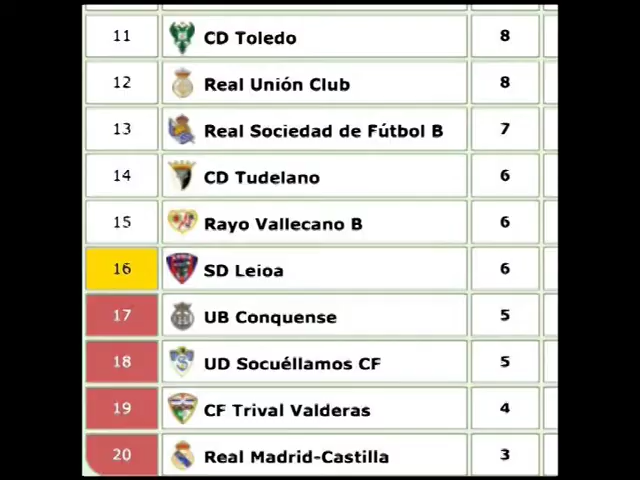 11 CD Toledo 8
12 Real Unión Club 8
13 Real Sociedad de Fútbol B 7
14 CD Tudelano 6
15 Rayo Vallecano B 6
16 SD Leioa 6
17 UB Conquense 5
18 UD Socuéllamos CF 5
19 CF Trival Valderas 4
20 Real Madrid-Castilla 3